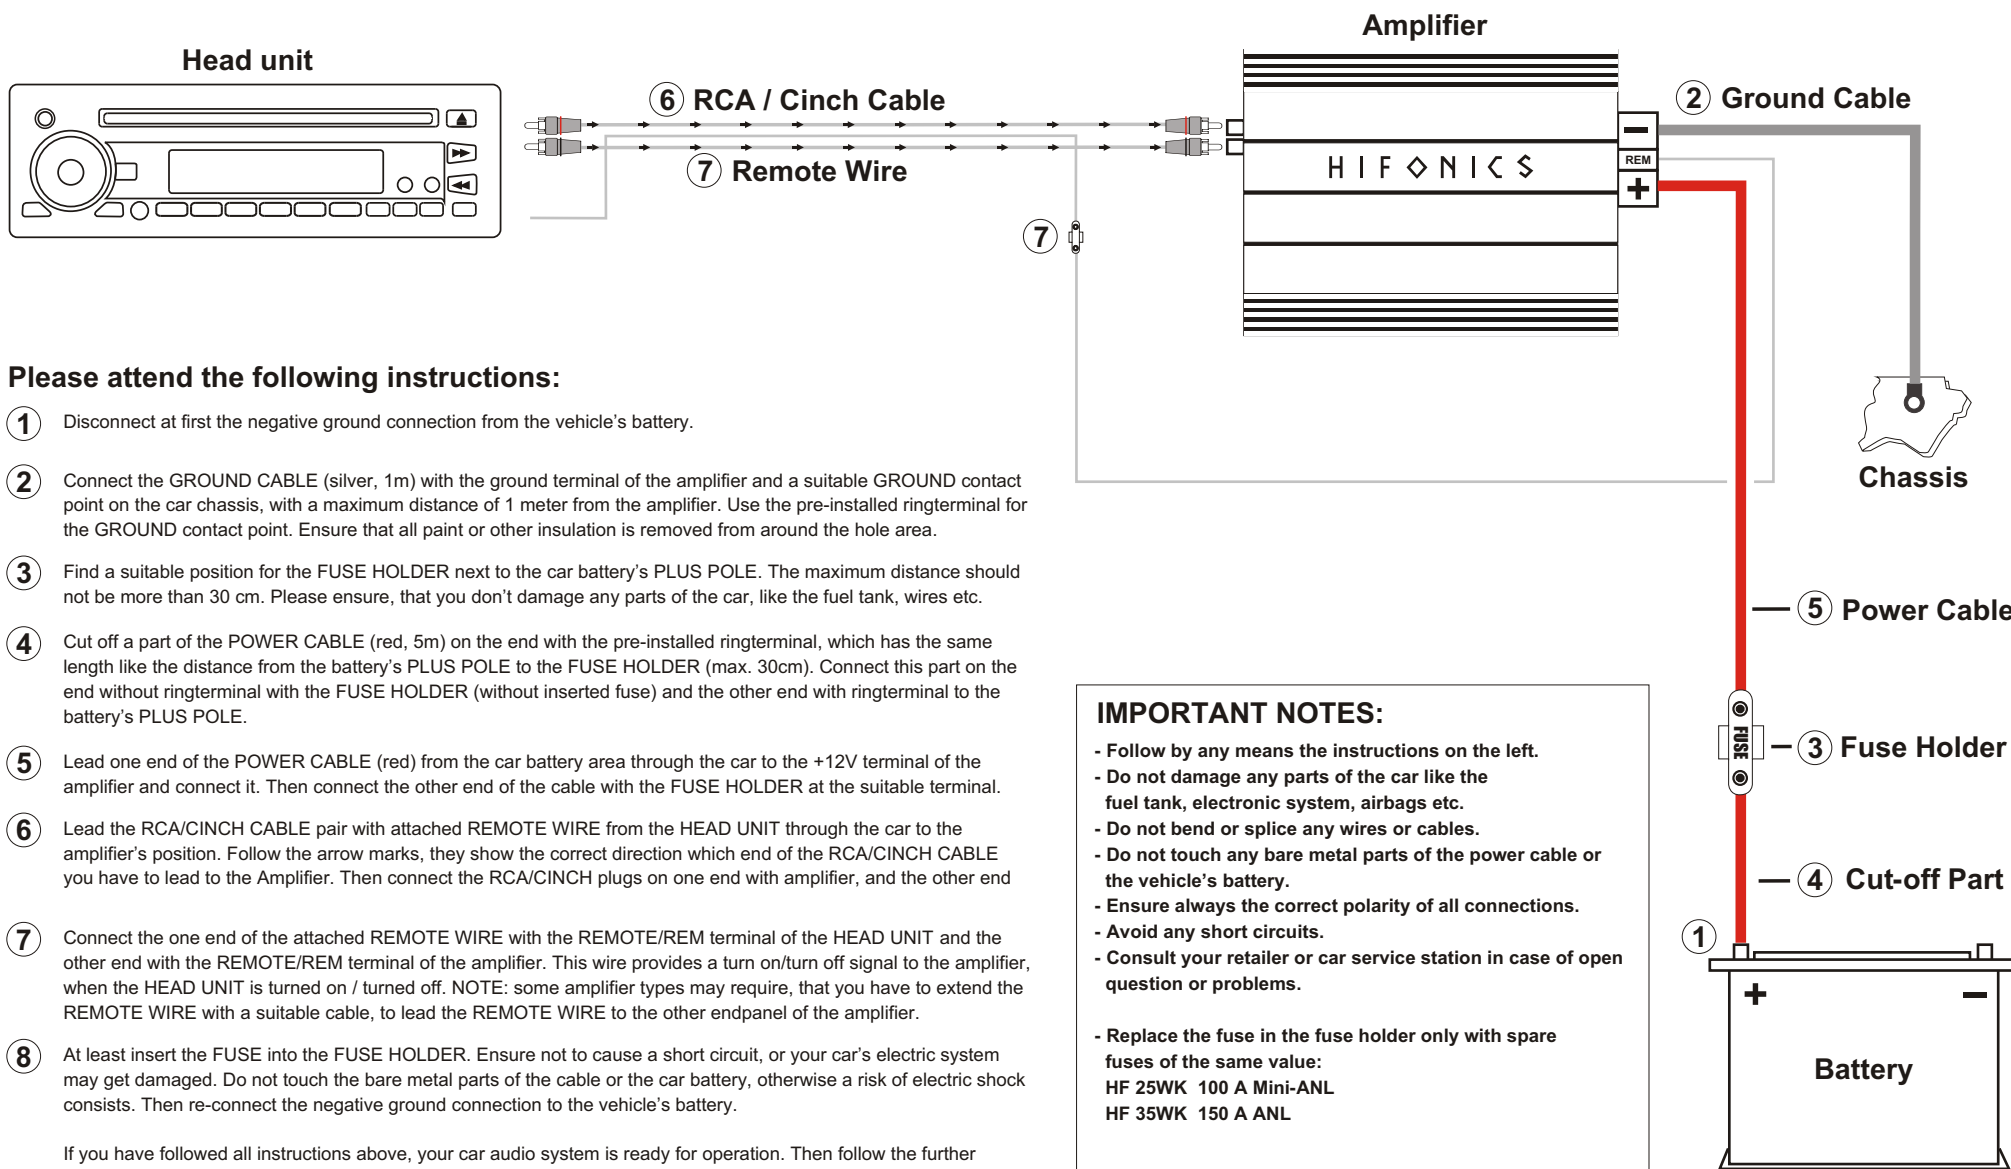 Amplifier
Head unit
6 RCA / Cinch Cable
2 Ground Cable
7 Remote Wire
HIFONICS
REM
7
Chassis
Please attend the following instructions:
1 Disconnect at first the negative ground connection from the vehicle's battery.
2 Connect the GROUND CABLE (silver, 1m) with the ground terminal of the amplifier and a suitable GROUND contact
point on the car chassis, with a maximum distance of 1 meter from the amplifier. Use the pre-installed ringterminal for
the GROUND contact point. Ensure that all paint or other insulation is removed from around the hole area.
3 Find a suitable position for the FUSE HOLDER next to the car battery's PLUS POLE. The maximum distance should
not be more than 30 cm. Please ensure, that you don't damage any parts of the car, like the fuel tank, wires etc.
4 Cut off a part of the POWER CABLE (red, 5m) on the end with the pre-installed ringterminal, which has the same
length like the distance from the battery's PLUS POLE to the FUSE HOLDER (max. 30cm). Connect this part on the
end without ringterminal with the FUSE HOLDER (without inserted fuse) and the other end with ringterminal to the
battery's PLUS POLE.
5 Lead one end of the POWER CABLE (red) from the car battery area through the car to the +12V terminal of the
amplifier and connect it. Then connect the other end of the cable with the FUSE HOLDER at the suitable terminal.
6 Lead the RCA/CINCH CABLE pair with attached REMOTE WIRE from the HEAD UNIT through the car to the
amplifier's position. Follow the arrow marks, they show the correct direction which end of the RCA/CINCH CABLE
you have to lead to the Amplifier. Then connect the RCA/CINCH plugs on one end with amplifier, and the other end
7 Connect the one end of the attached REMOTE WIRE with the REMOTE/REM terminal of the HEAD UNIT and the
other end with the REMOTE/REM terminal of the amplifier. This wire provides a turn on/turn off signal to the amplifier,
when the HEAD UNIT is turned on / turned off. NOTE: some amplifier types may require, that you have to extend the
REMOTE WIRE with a suitable cable, to lead the REMOTE WIRE to the other endpanel of the amplifier.
8 At least insert the FUSE into the FUSE HOLDER. Ensure not to cause a short circuit, or your car's electric system
may get damaged. Do not touch the bare metal parts of the cable or the car battery, otherwise a risk of electric shock
consists. Then re-connect the negative ground connection to the vehicle's battery.
If you have followed all instructions above, your car audio system is ready for operation. Then follow the further
IMPORTANT NOTES:
- Follow by any means the instructions on the left.
- Do not damage any parts of the car like the
fuel tank, electronic system, airbags etc.
- Do not bend or splice any wires or cables.
- Do not touch any bare metal parts of the power cable or
the vehicle's battery.
- Ensure always the correct polarity of all connections.
- Avoid any short circuits.
- Consult your retailer or car service station in case of open
question or problems.
- Replace the fuse in the fuse holder only with spare
fuses of the same value:
HF 25WK 100 A Mini-ANL
HF 35WK 150 A ANL
5 Power Cable
FUSE
3 Fuse Holder
4 Cut-off Part
1
+ −
Battery